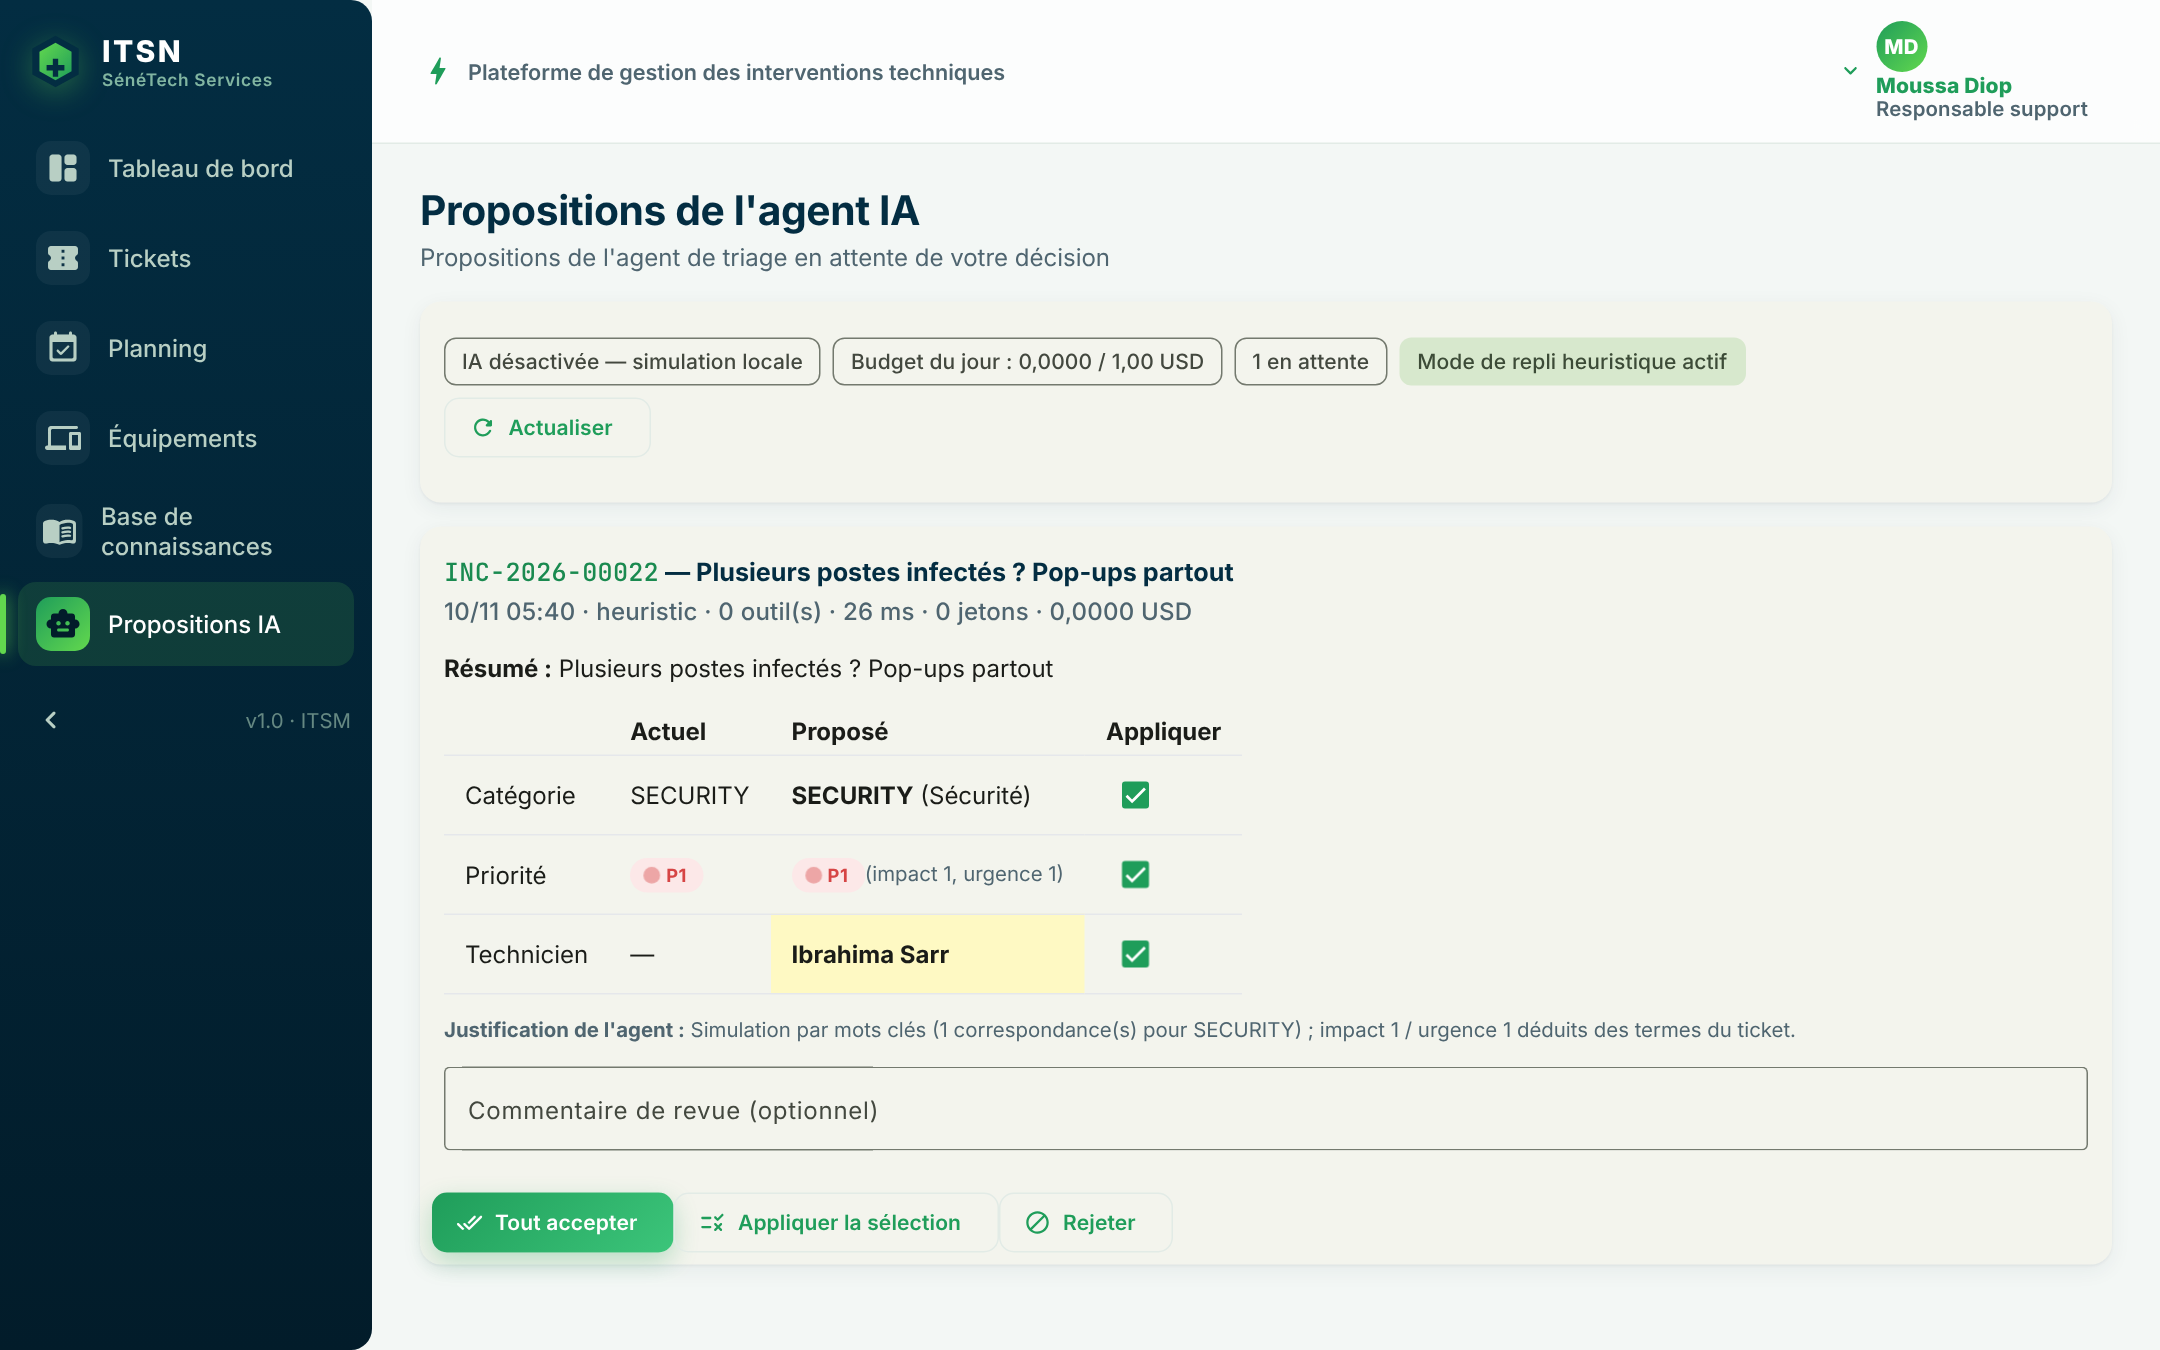 ITSN
SénéTech Services
Tableau de bord
Tickets
Planning
Équipements
Base de
connaissances
Propositions IA
v1.0 · ITSM
Plateforme de gestion des interventions techniques
MD
Moussa Diop
Responsable support
Propositions de l'agent IA
Propositions de l'agent de triage en attente de votre décision
IA désactivée — simulation locale
Budget du jour : 0,0000 / 1,00 USD
1 en attente
Mode de repli heuristique actif
Actualiser
INC-2026-00022 — Plusieurs postes infectés ? Pop-ups partout
10/11 05:40 · heuristic · 0 outil(s) · 26 ms · 0 jetons · 0,0000 USD
Résumé : Plusieurs postes infectés ? Pop-ups partout
Actuel Proposé Appliquer
Catégorie SECURITY SECURITY (Sécurité)
Priorité P1 P1 (impact 1, urgence 1)
Technicien — Ibrahima Sarr
Justification de l'agent : Simulation par mots clés (1 correspondance(s) pour SECURITY) ; impact 1 / urgence 1 déduits des termes du ticket.
Commentaire de revue (optionnel)
Tout accepter
Appliquer la sélection
Rejeter